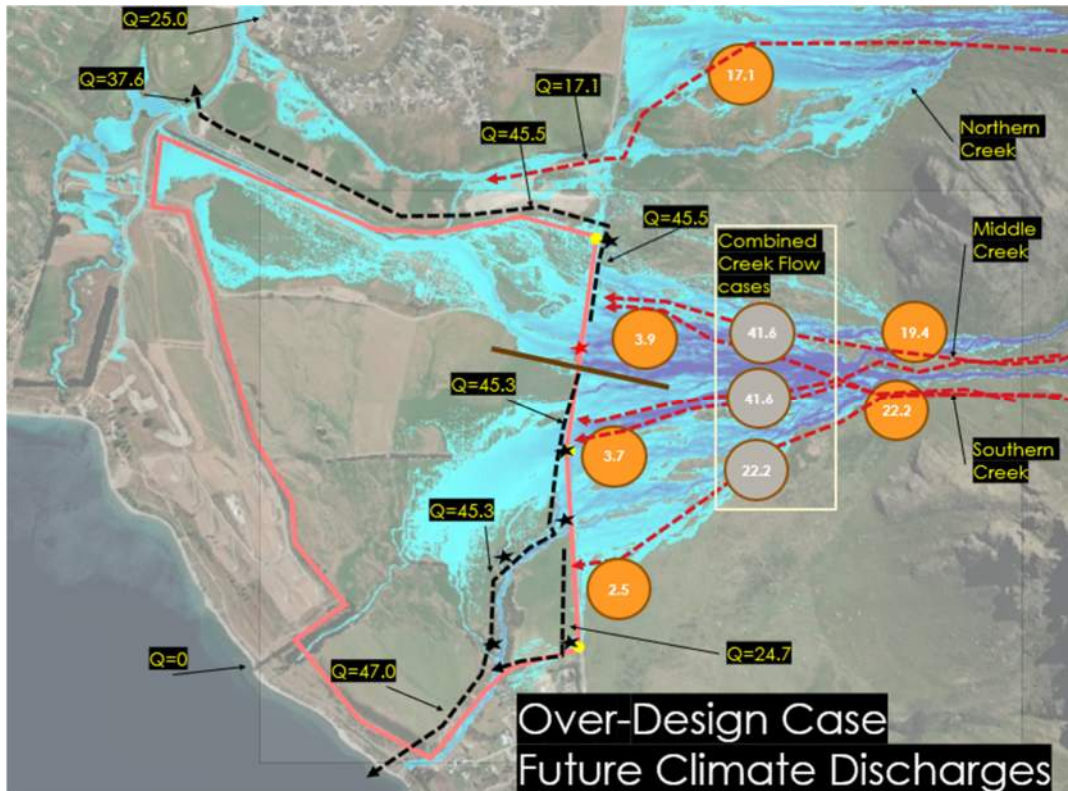 Q=25.0
Q=37.6
Q=17.1
17.1
Q=45.5
Northern
Creek
Q=45.5
Combined
Creek Flow
cases
Middle
Creek
3.9
41.6
19.4
Q=45.3
41.6
22.2
3.7
22.2
Southern
Creek
Q=45.3
2.5
Q=0
Q=47.0
Q=24.7
Over-Design Case
Future Climate Discharges